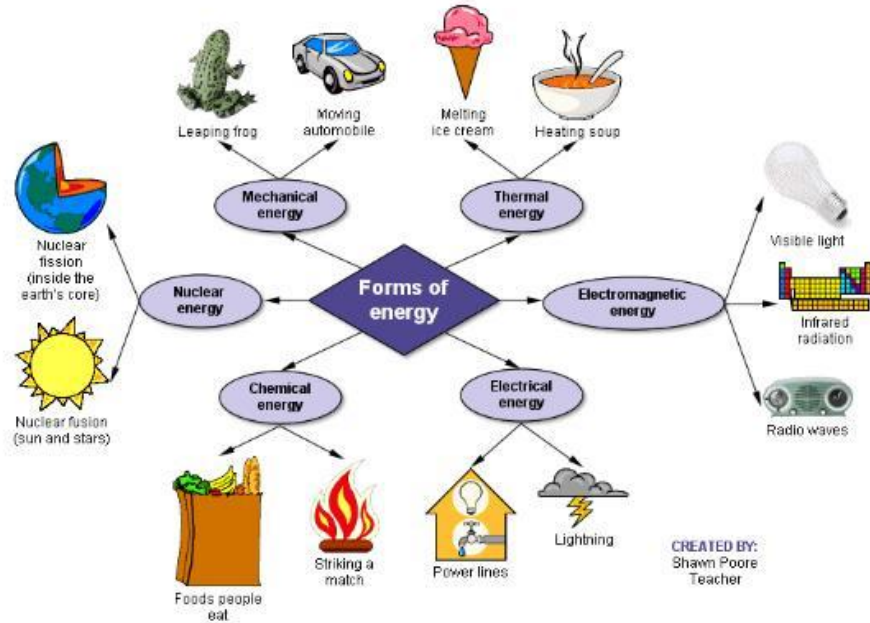 Leaping frog
Moving
automobile
Melting
ice cream
Heating soup
Mechanical
energy
Thermal
energy
Nuclear
fission
(inside the
earth's core)
Visible light
Nuclear
energy
Forms of
energy
Electromagnetic
energy
Infrared
radiation
Nuclear fusion
(sun and stars)
Chemical
energy
Electrical
energy
Radio waves
Foods people
eat
Striking a
match
Power lines
Lightning
CREATED BY:
Shawn Poore
Teacher